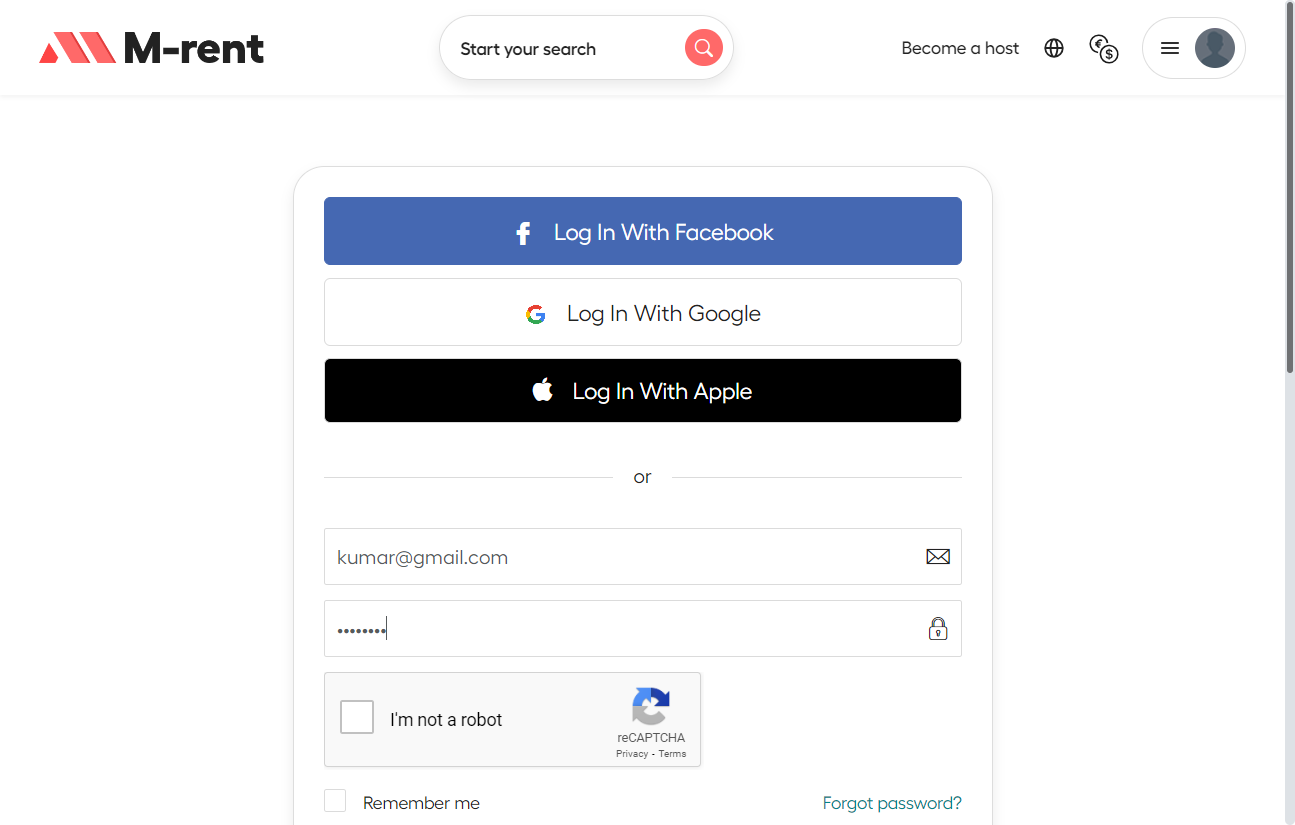 M-rent
Start your search
Become a host
Log In With Facebook
Log In With Google
Log In With Apple
or
kumar@gmail.com
••••••••
I'm not a robot
reCAPTCHA
Privacy - Terms
Remember me
Forgot password?